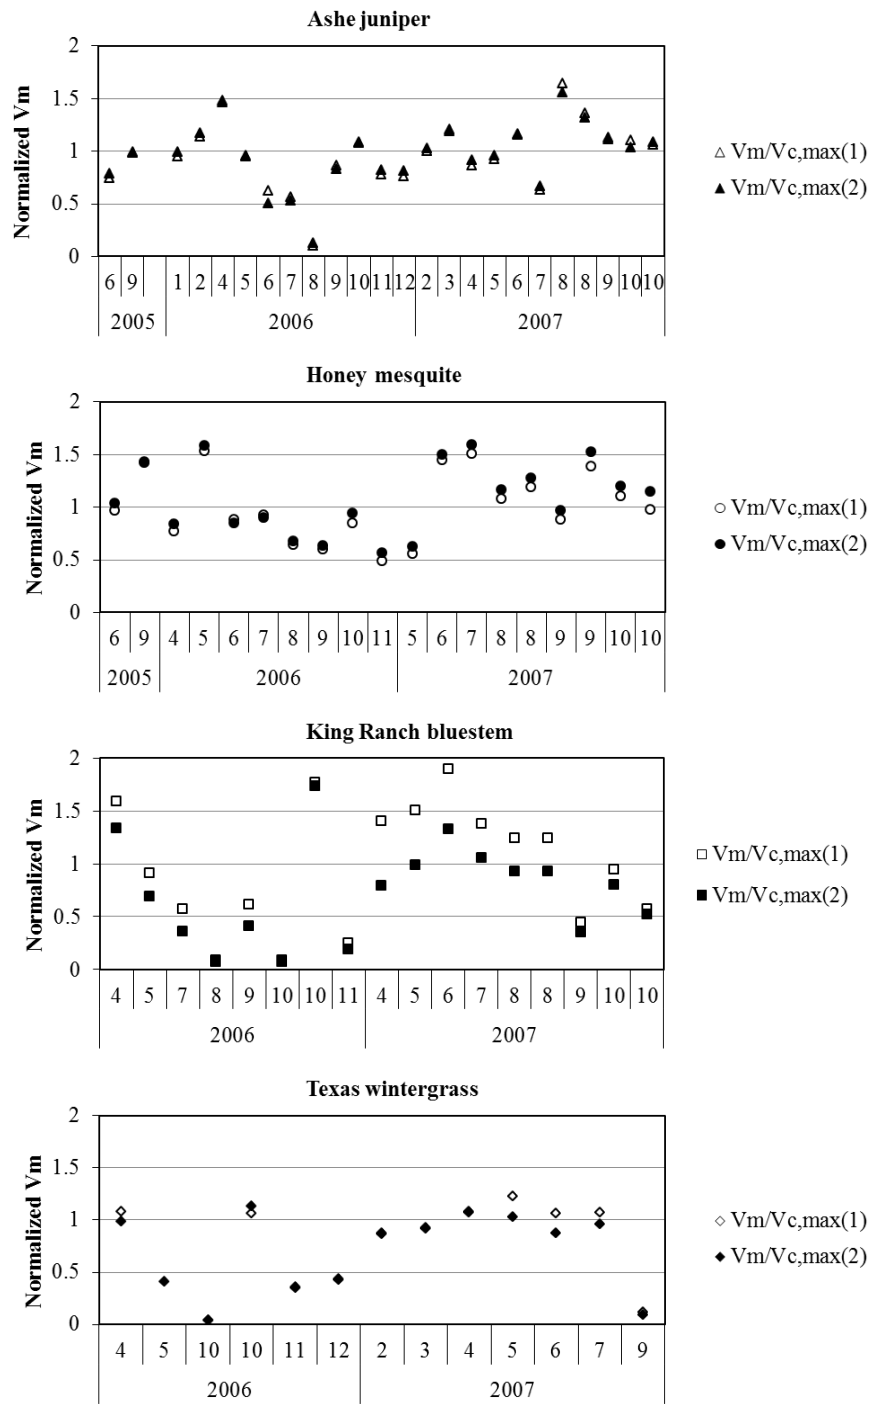 Ashe juniper
Normalized Vm
2
1.5
1
0.5
0
6 9 1 2 4 5 6 7 8 9 10 11 12 2 3 4 5 6 7 8 8 9 10 10
2005 2006 2007
Vm/Vc,max(1)
Vm/Vc,max(2)
Honey mesquite
Normalized Vm
2
1.5
1
0.5
0
6 9 4 5 6 7 8 9 10 11 5 6 7 8 8 9 9 10 10
2005 2006 2007
Vm/Vc,max(1)
Vm/Vc,max(2)
King Ranch bluestem
Normalized Vm
2
1.5
1
0.5
0
4 5 7 8 9 10 10 11 4 5 6 7 8 8 9 10 10
2006 2007
Vm/Vc,max(1)
Vm/Vc,max(2)
Texas wintergrass
Normalized Vm
2
1.5
1
0.5
0
4 5 10 10 11 12 2 3 4 5 6 7 9
2006 2007
Vm/Vc,max(1)
Vm/Vc,max(2)